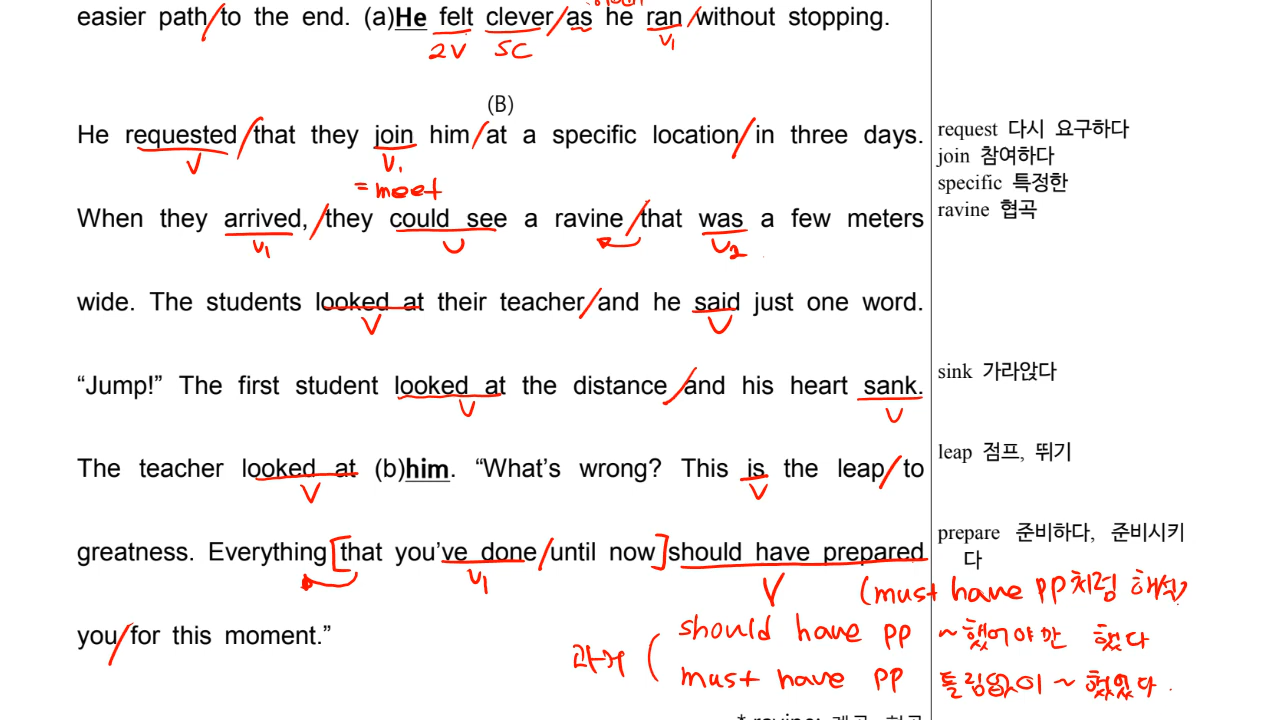 easier path to the end. (a)He felt clever as he ran without stopping.
2V SC V1
(B)
He requested that they join him at a specific location in three days.
request 다시 요구하다
V V1
join 참여하다
= meet
specific 특정한
When they arrived, they could see a ravine that was a few meters
ravine 협곡
V1 V V2
wide. The students looked at their teacher and he said just one word.
V V
“Jump!” The first student looked at the distance and his heart sank.
sink 가라앉다
V V
The teacher looked at (b)him. “What’s wrong? This is the leap to
leap 점프, 뛰기
V V
greatness. Everything [that you’ve done until now] should have prepared
prepare 준비하다, 준비시키
다
V1 V (must have pp처럼 해석)
you for this moment.”
과거 ( should have pp ~했어야만 했다
must have pp 틀림없이 ~ 했었다.